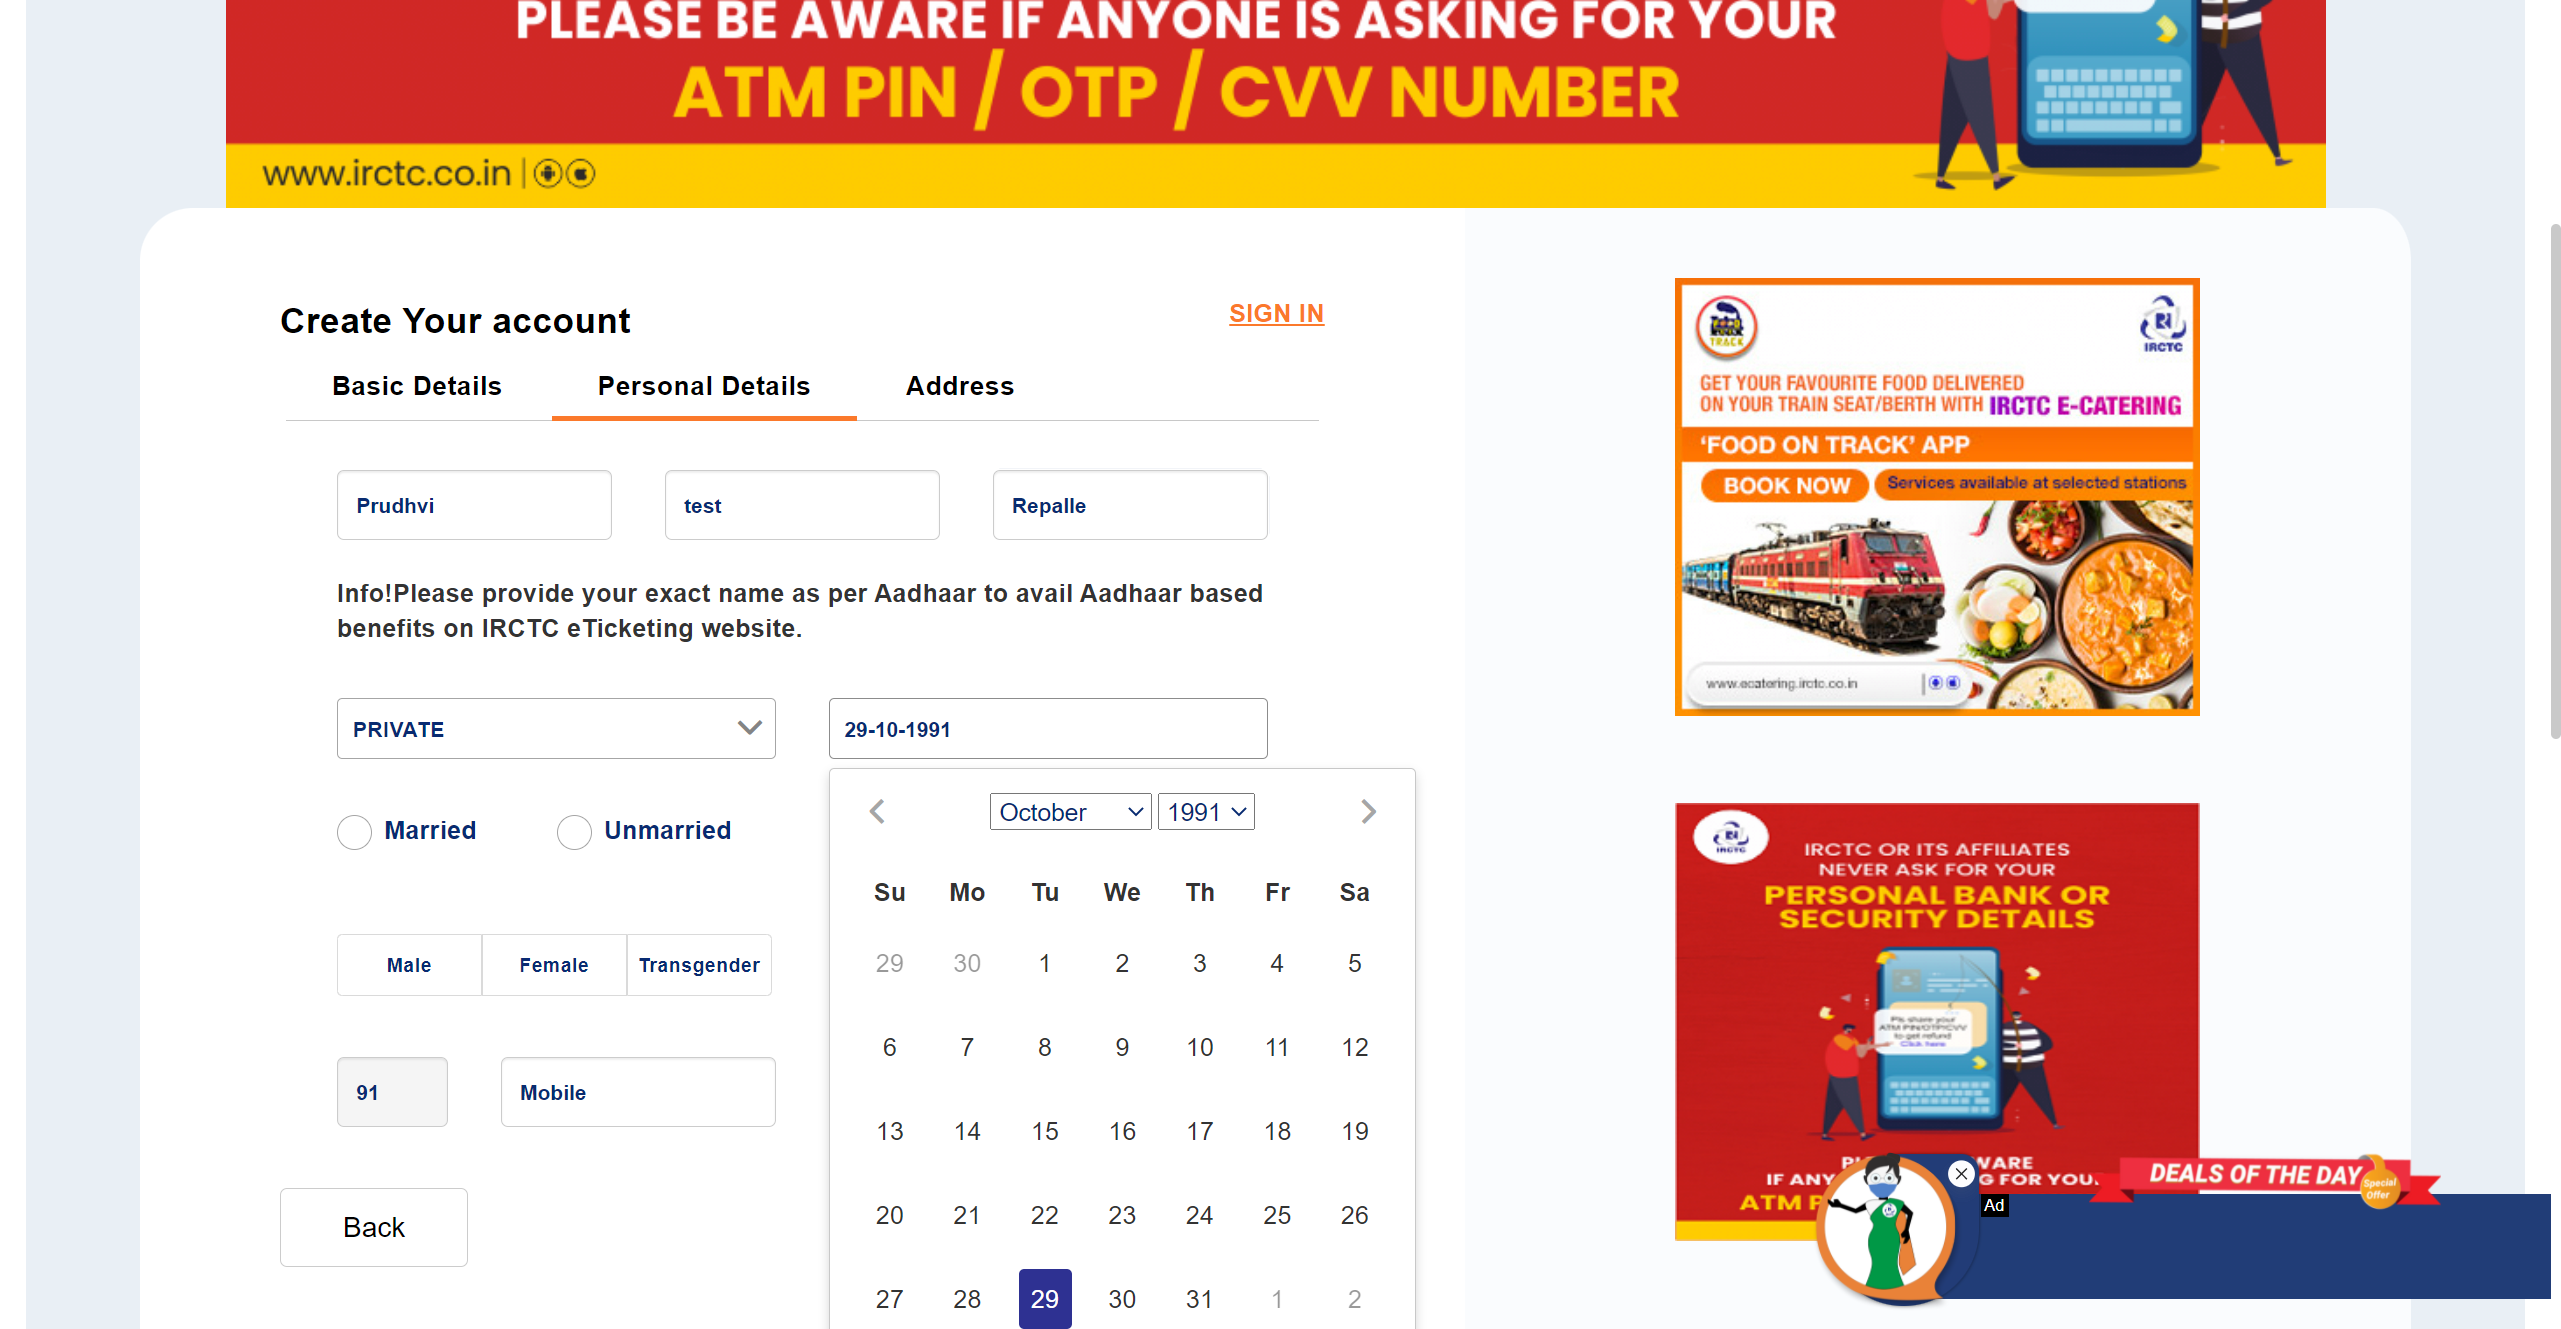 PLEASE BE AWARE IF ANYONE IS ASKING FOR YOUR
ATM PIN / OTP / CVV NUMBER
www.irctc.co.in
Create Your account
SIGN IN
Basic Details
Personal Details
Address
Prudhvi
test
Repalle
Info!Please provide your exact name as per Aadhaar to avail Aadhaar based
benefits on IRCTC eTicketing website.
PRIVATE
29-10-1991
October
1991
Married
Unmarried
Su Mo Tu We Th Fr Sa
29 30 1 2 3 4 5
Male
Female
Transgender
6 7 8 9 10 11 12
91
Mobile
13 14 15 16 17 18 19
20 21 22 23 24 25 26
Back
27 28 29 30 31 1 2
TRACK
IRCTC
GET YOUR FAVOURITE FOOD DELIVERED
ON YOUR TRAIN SEAT/BERTH WITH IRCTC E-CATERING
‘FOOD ON TRACK’ APP
BOOK NOW
Services available at selected stations
www.ecatering.irctc.co.in
IRCTC
IRCTC OR ITS AFFILIATES
NEVER ASK FOR YOUR
PERSONAL BANK OR
SECURITY DETAILS
Pls share your
ATM PIN/OTP/CVV
to get refund
Click here
IF ANY
G FOR YOU
ATM P
Ad
DEALS OF THE DAY
Special
Offer